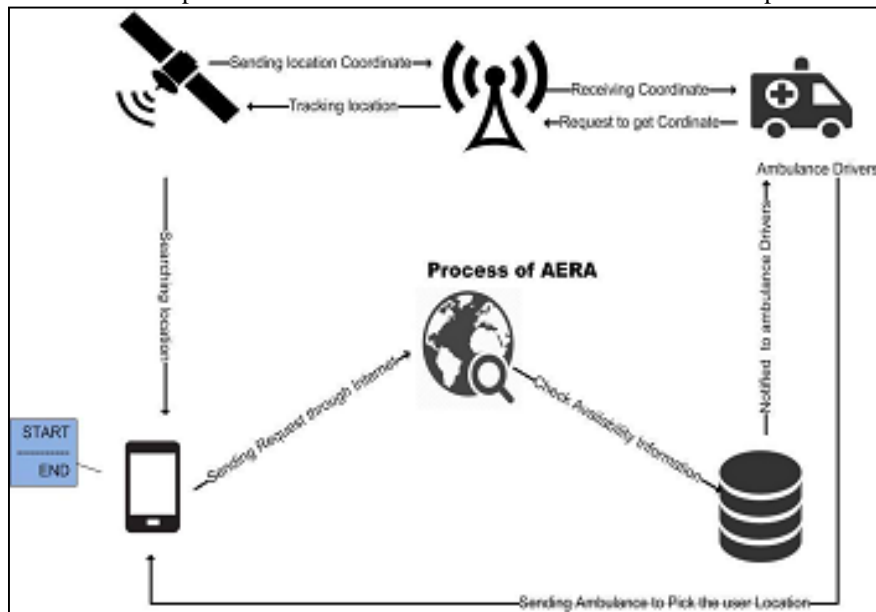 Sending location Coordinate
Tracking location
Receiving Coordinate
Request to get Cordinate
Ambulance Drivers
Searching location
Process of AERA
Notified to ambulance Drivers
Sending Request through Internet
Check Availability Information
START
----------
END
Sending Ambulance to Pick the user Location